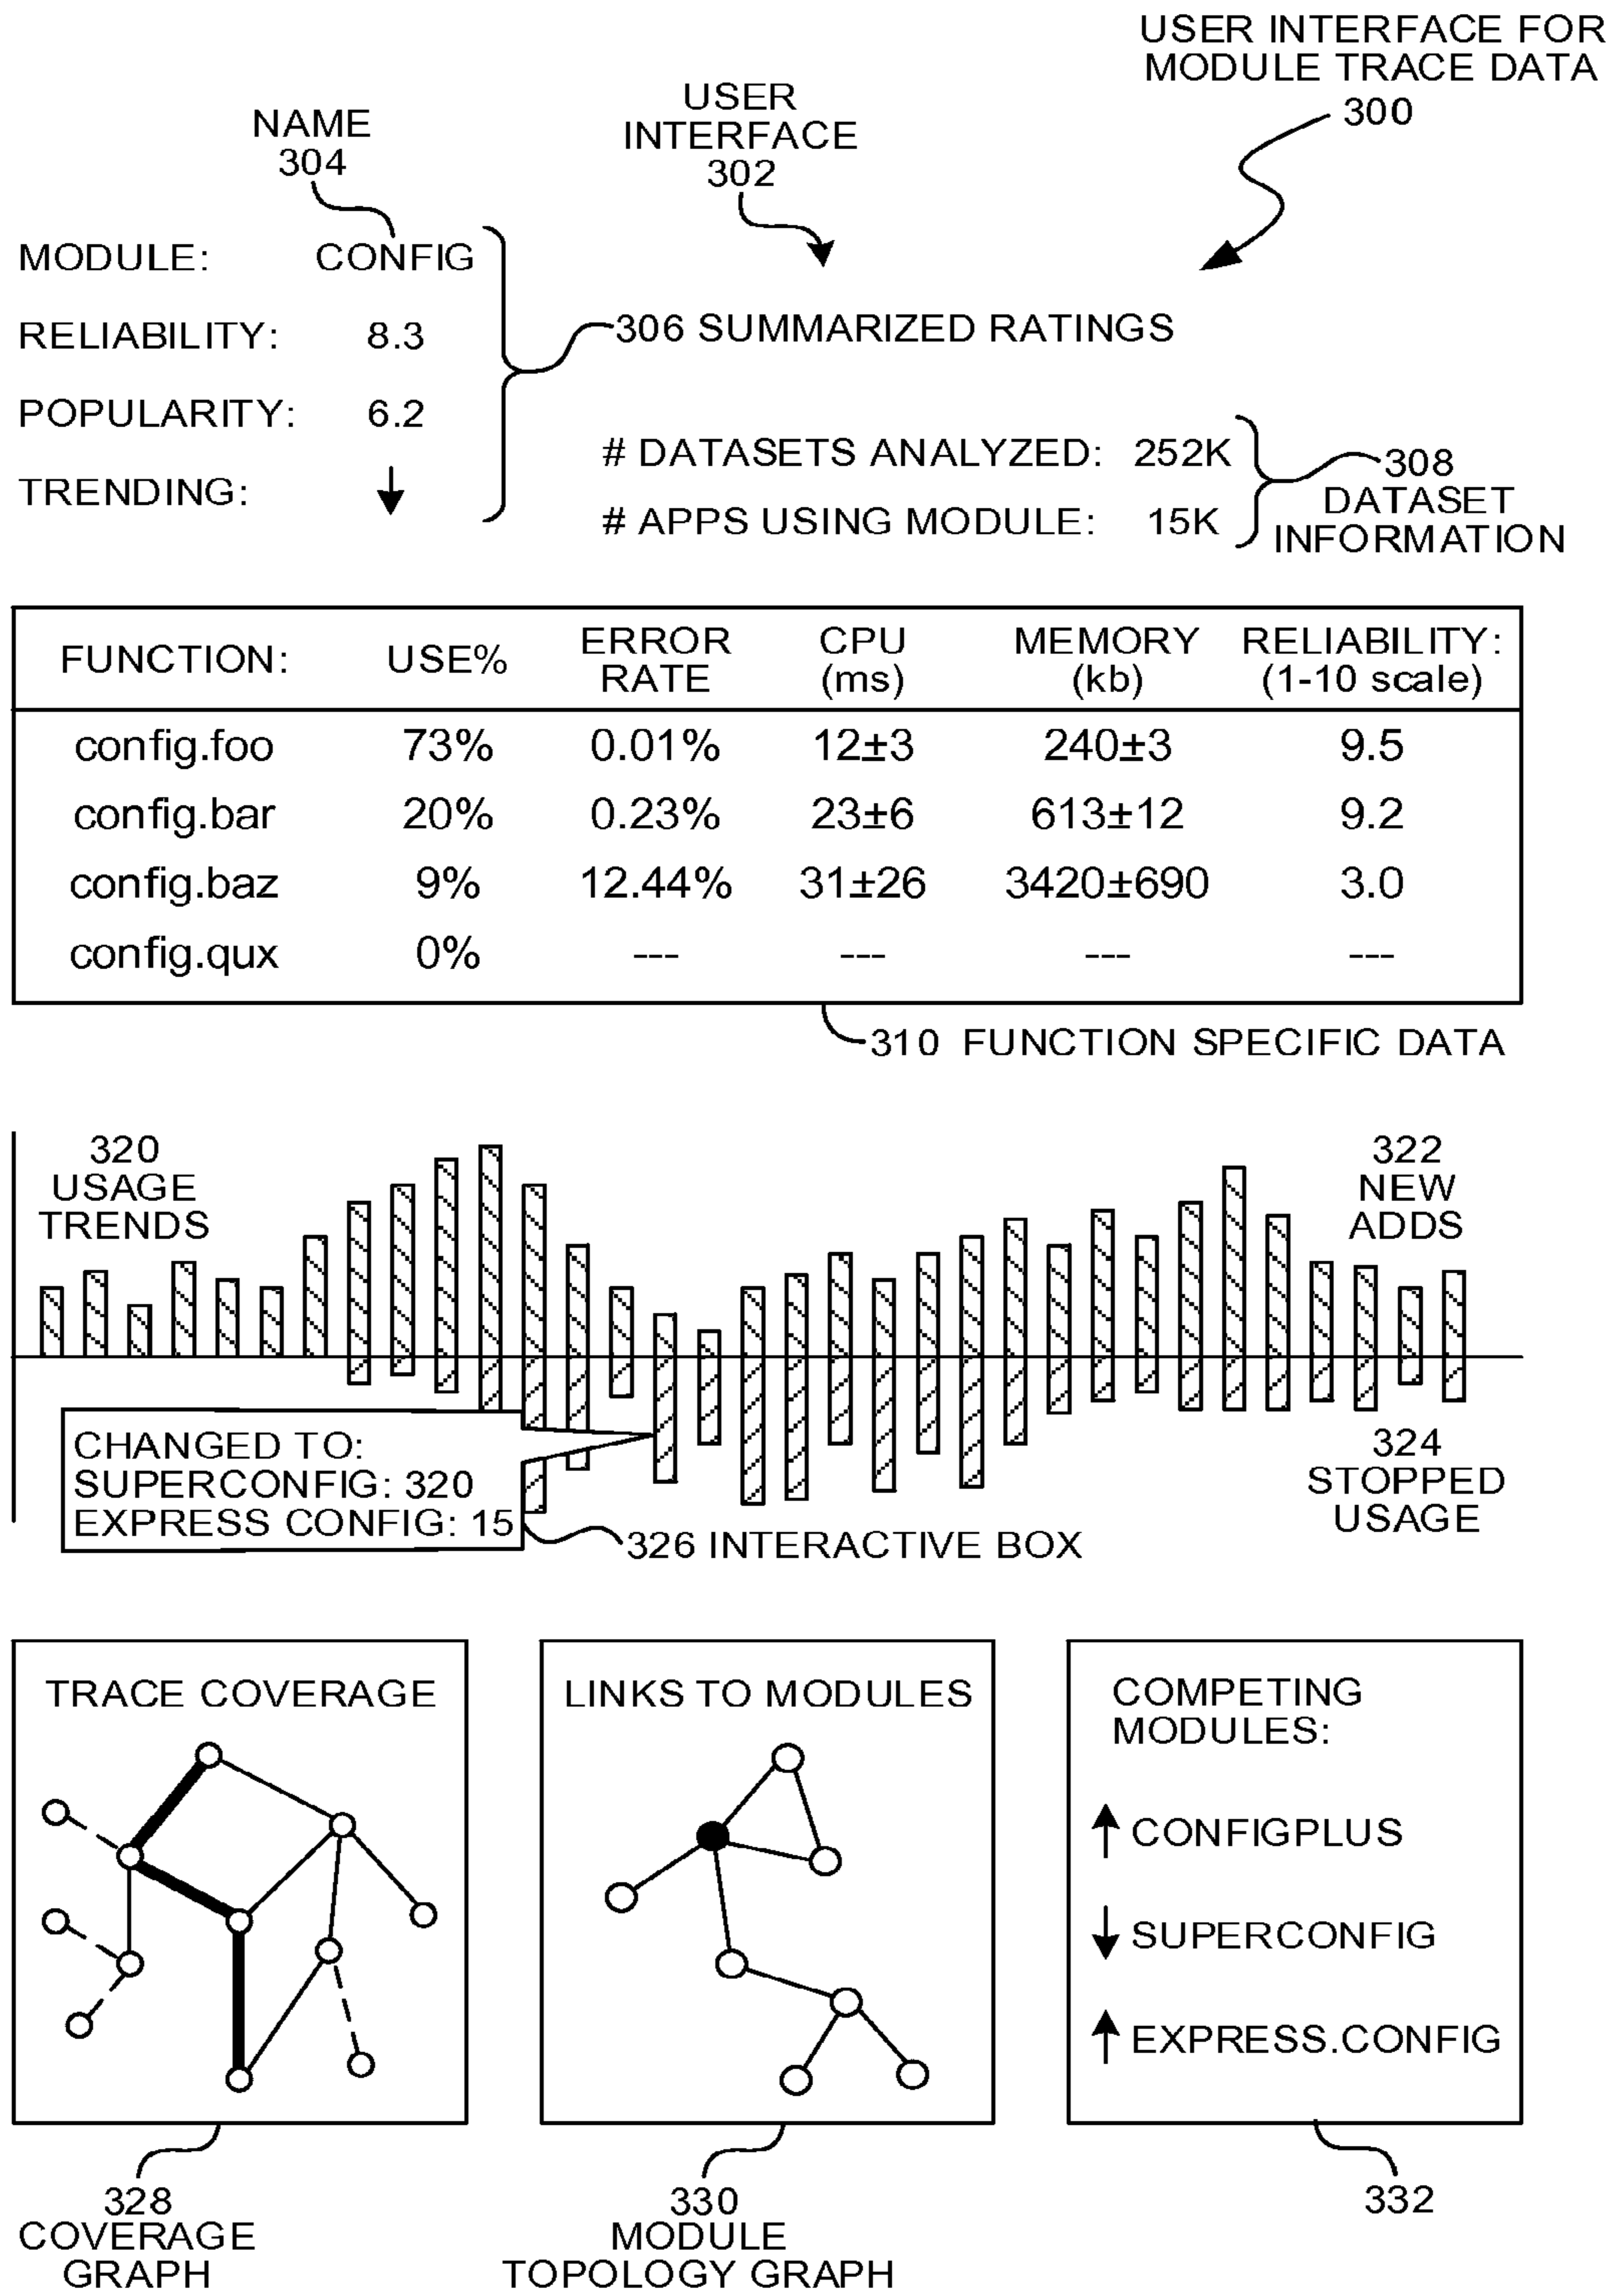 USER INTERFACE FOR
MODULE TRACE DATA
300
USER
INTERFACE
302
NAME
304
MODULE: CONFIG
RELIABILITY: 8.3
POPULARITY: 6.2
TRENDING: ↓
306 SUMMARIZED RATINGS
# DATASETS ANALYZED: 252K
# APPS USING MODULE: 15K
308
DATASET
INFORMATION
FUNCTION: USE% ERROR RATE CPU (ms) MEMORY (kb) RELIABILITY: (1-10 scale)
config.foo 73% 0.01% 12±3 240±3 9.5
config.bar 20% 0.23% 23±6 613±12 9.2
config.baz 9% 12.44% 31±26 3420±690 3.0
config.qux 0% --- --- --- ---
310 FUNCTION SPECIFIC DATA
320
USAGE
TRENDS
322
NEW
ADDS
CHANGED TO:
SUPERCONFIG: 320
EXPRESS CONFIG: 15
326 INTERACTIVE BOX
324
STOPPED
USAGE
TRACE COVERAGE
328
COVERAGE
GRAPH
LINKS TO MODULES
330
MODULE
TOPOLOGY GRAPH
COMPETING
MODULES:
↑ CONFIGPLUS
↓ SUPERCONFIG
↑ EXPRESS.CONFIG
332